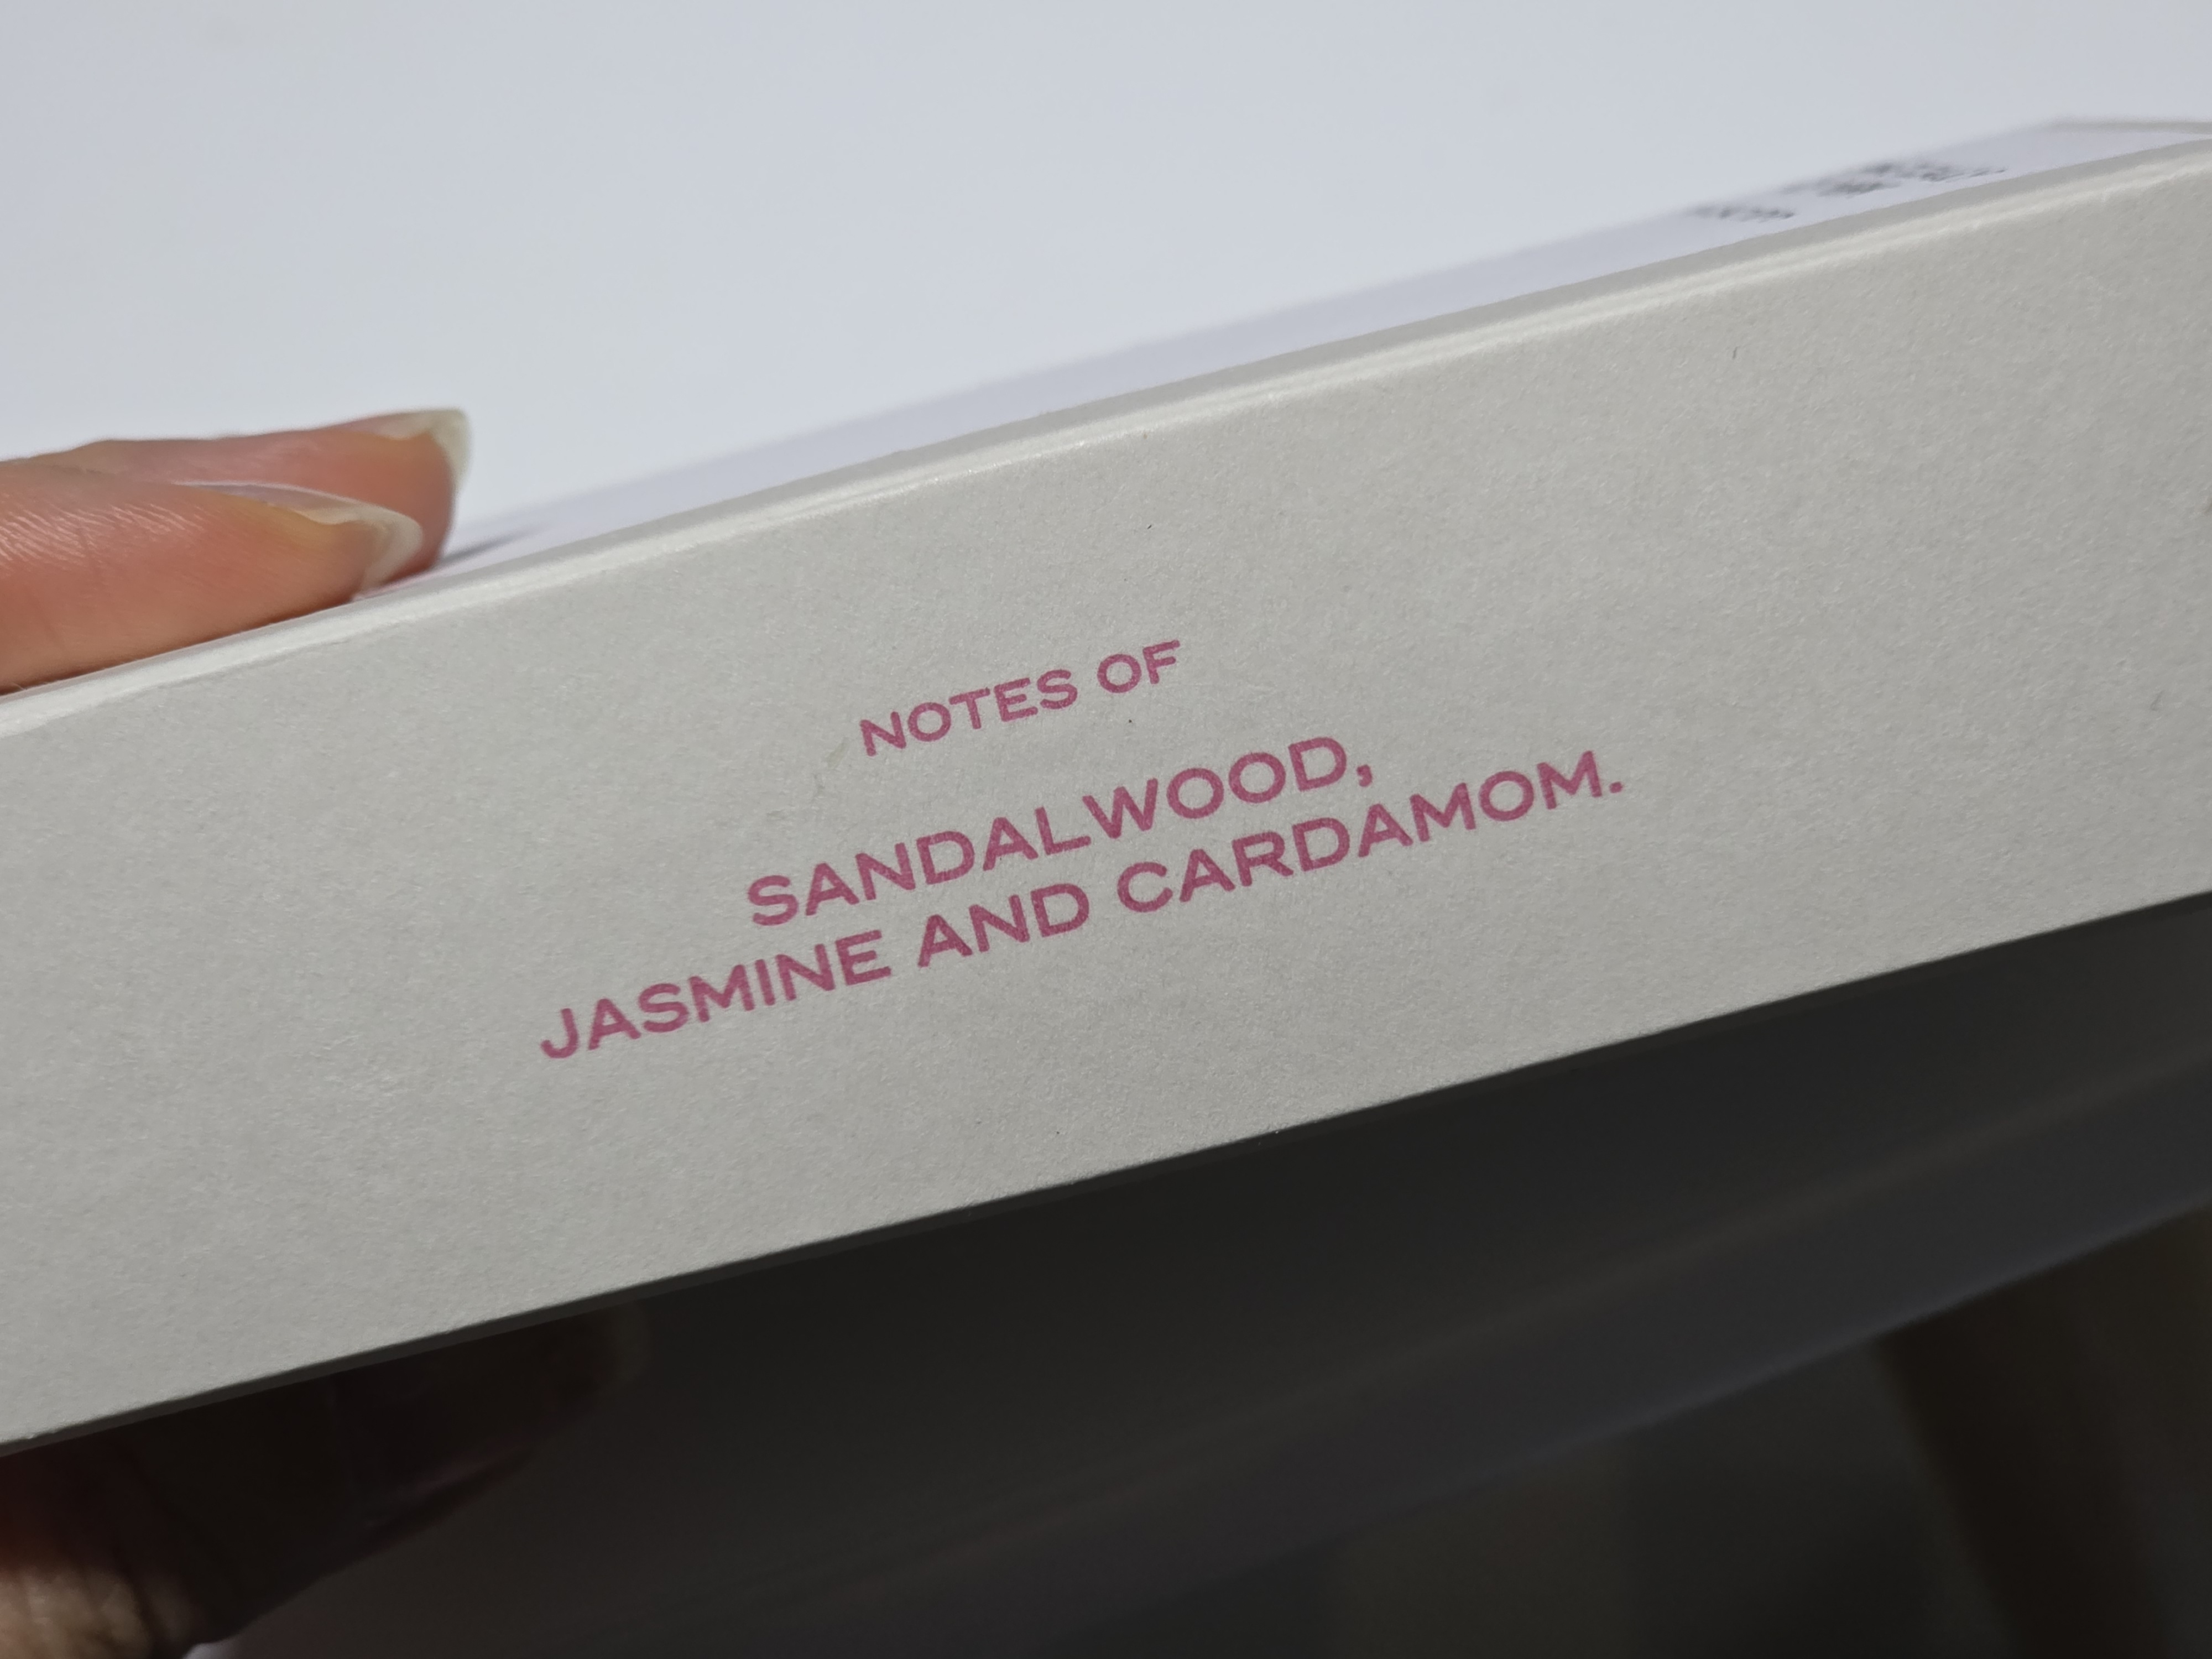 NOTES OF
SANDALWOOD,
JASMINE AND CARDAMOM.